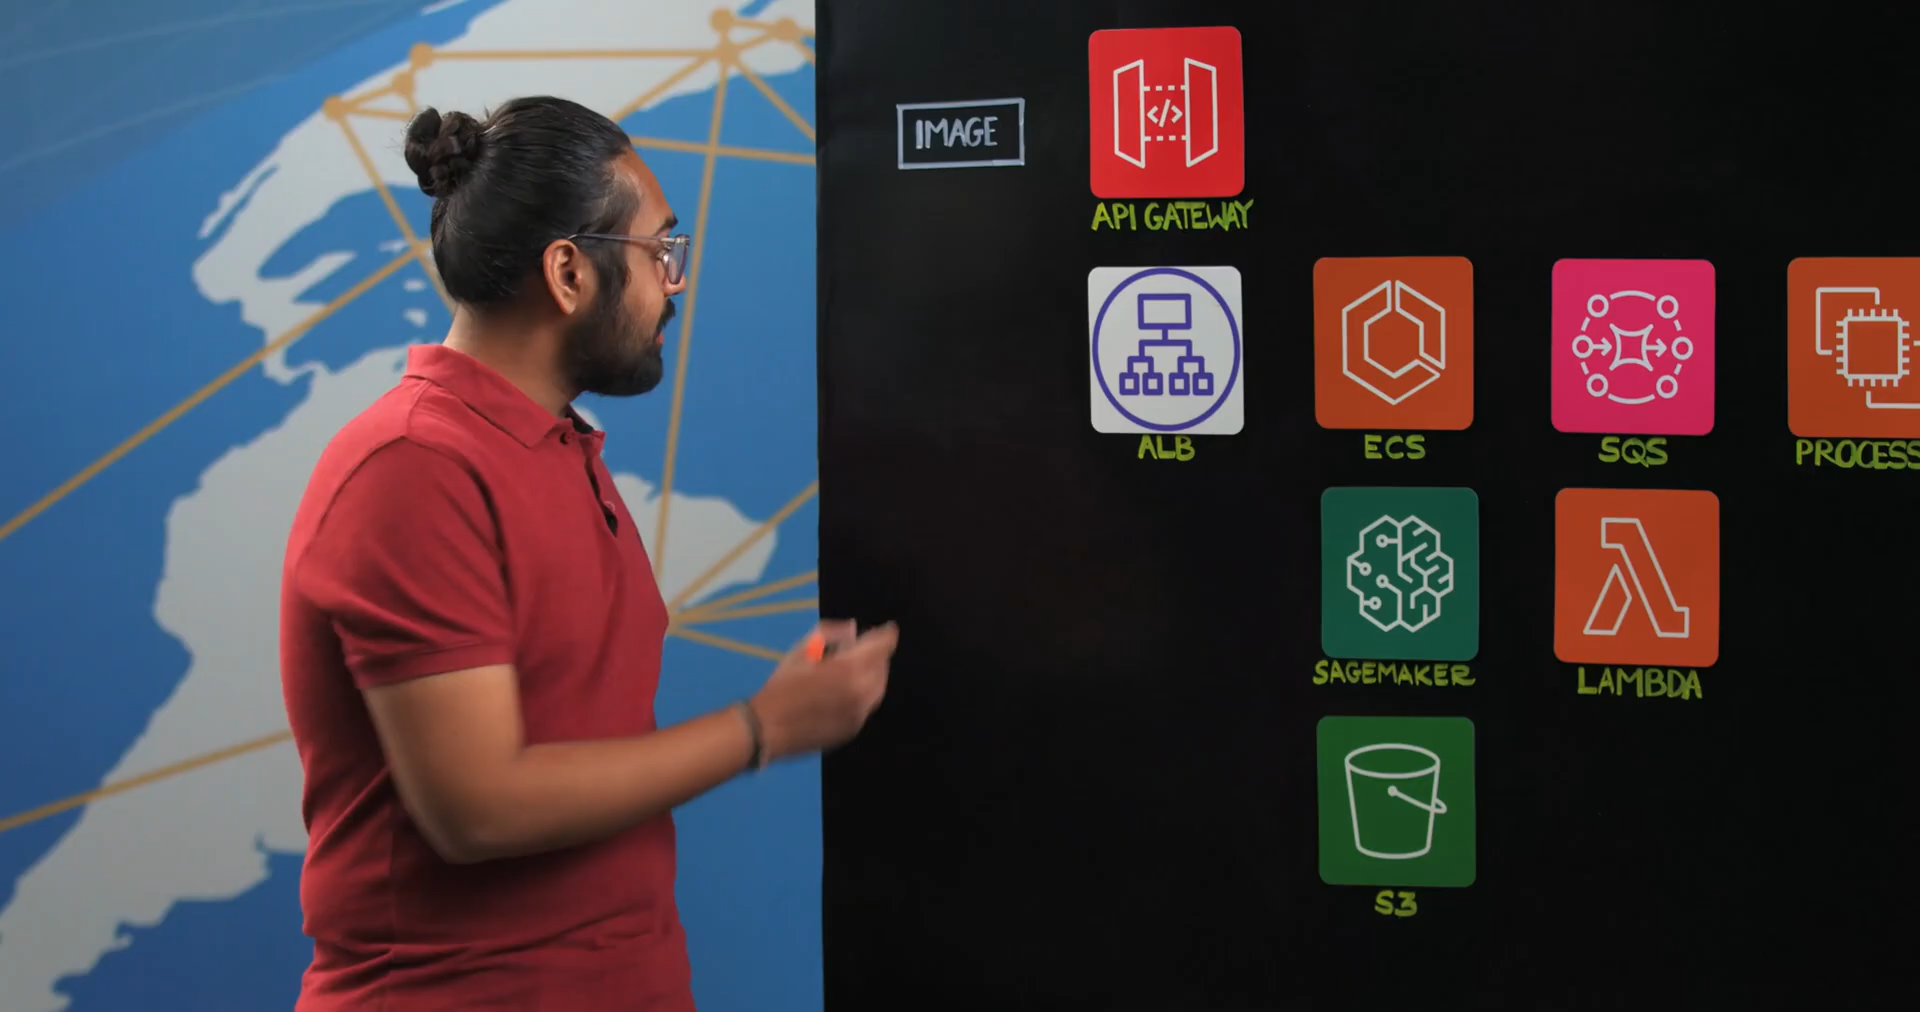 IMAGE
</>
API GATEWAY
ALB
ECS
SQS
PROCESS
SAGEMAKER
LAMBDA
S3